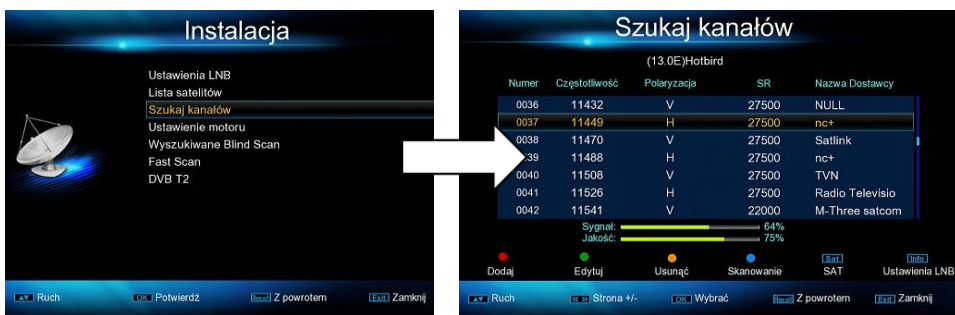 Instalacja
Ustawienia LNB
Lista satelitów
Szukaj kanałów
Ustawienie motoru
Wyszukiwane Blind Scan
Fast Scan
DVB T2
▲▼ Ruch OK Potwierdź Recall Z powrotem Exit Zamknij
Szukaj kanałów
(13.0E)Hotbird
Numer Częstotliwość Polaryzacja SR Nazwa Dostawcy
0036 11432 V 27500 NULL
0037 11449 H 27500 nc+
0038 11470 V 27500 Satlink
39 11488 H 27500 nc+
0040 11508 V 27500 TVN
0041 11526 H 27500 Radio Televisio
0042 11541 V 22000 M-Three satcom
Sygnał: 64%
Jakość: 75%
Dodaj Edytuj Usunąć Skanowanie Sat SAT Info Ustawienia LNB
▲▼ Ruch ≪ ≫ Strona +/- OK Wybrać Recall Z powrotem Exit Zamknij